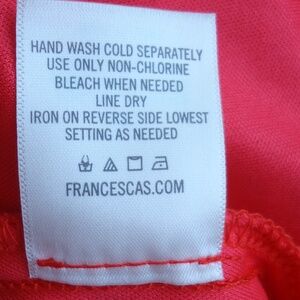 HAND WASH COLD SEPARATELY
USE ONLY NON-CHLORINE
BLEACH WHEN NEEDED
LINE DRY
IRON ON REVERSE SIDE LOWEST
SETTING AS NEEDED
FRANCESCAS.COM